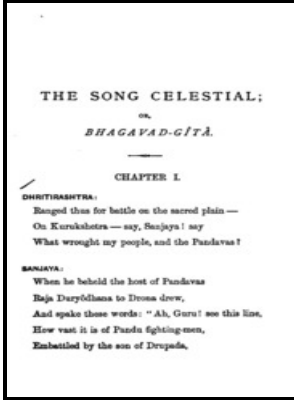 THE SONG CELESTIAL;
OR,
BHAGAVAD-GÎTÂ.
CHAPTER I.
DHRITIRASHTRA:
Ranged thus for battle on the sacred plain—
On Kurukshetra—say, Sanjaya! say
What wrought my people, and the Pandavas?
SANJAYA:
When he beheld the host of Pandavas
Raja Duryôdhana to Drona drew,
And spake these words: "Ah, Guru! see this line,
How vast it is of Pandu fighting-men,
Embattled by the son of Drupada,